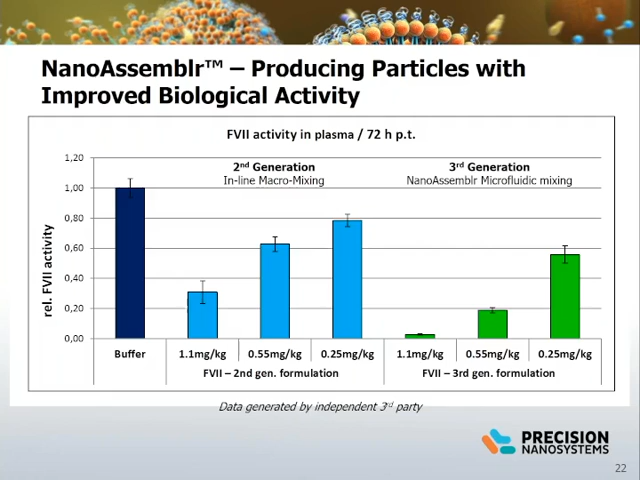 NanoAssemblr™ – Producing Particles with
Improved Biological Activity
FVII activity in plasma / 72 h p.t.
2nd Generation
In-line Macro-Mixing
3rd Generation
NanoAssemblr Microfluidic mixing
rel. FVII activity
1,20
1,00
0,80
0,60
0,40
0,20
0,00
Buffer 1.1mg/kg 0.55mg/kg 0.25mg/kg 1.1mg/kg 0.55mg/kg 0.25mg/kg
FVII – 2nd gen. formulation FVII – 3rd gen. formulation
Data generated by independent 3rd party
PRECISION
NANOSYSTEMS
22